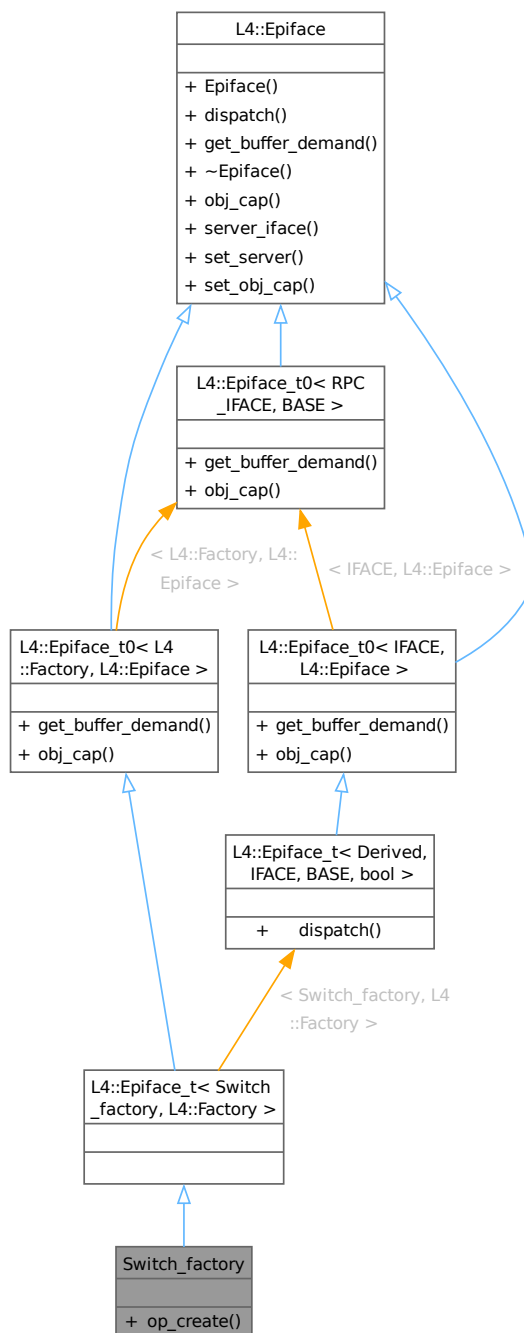 L4::Epiface
+ Epiface()
+ dispatch()
+ get_buffer_demand()
+ ~Epiface()
+ obj_cap()
+ server_iface()
+ set_server()
+ set_obj_cap()
L4::Epiface_t0< RPC
_IFACE, BASE >
+ get_buffer_demand()
+ obj_cap()
< L4::Factory, L4::
Epiface >
< IFACE, L4::Epiface >
L4::Epiface_t0< L4
::Factory, L4::Epiface >
+ get_buffer_demand()
+ obj_cap()
L4::Epiface_t0< IFACE,
L4::Epiface >
+ get_buffer_demand()
+ obj_cap()
L4::Epiface_t< Derived,
IFACE, BASE, bool >
+ dispatch()
< Switch_factory, L4
::Factory >
L4::Epiface_t< Switch
_factory, L4::Factory >
Switch_factory
+ op_create()